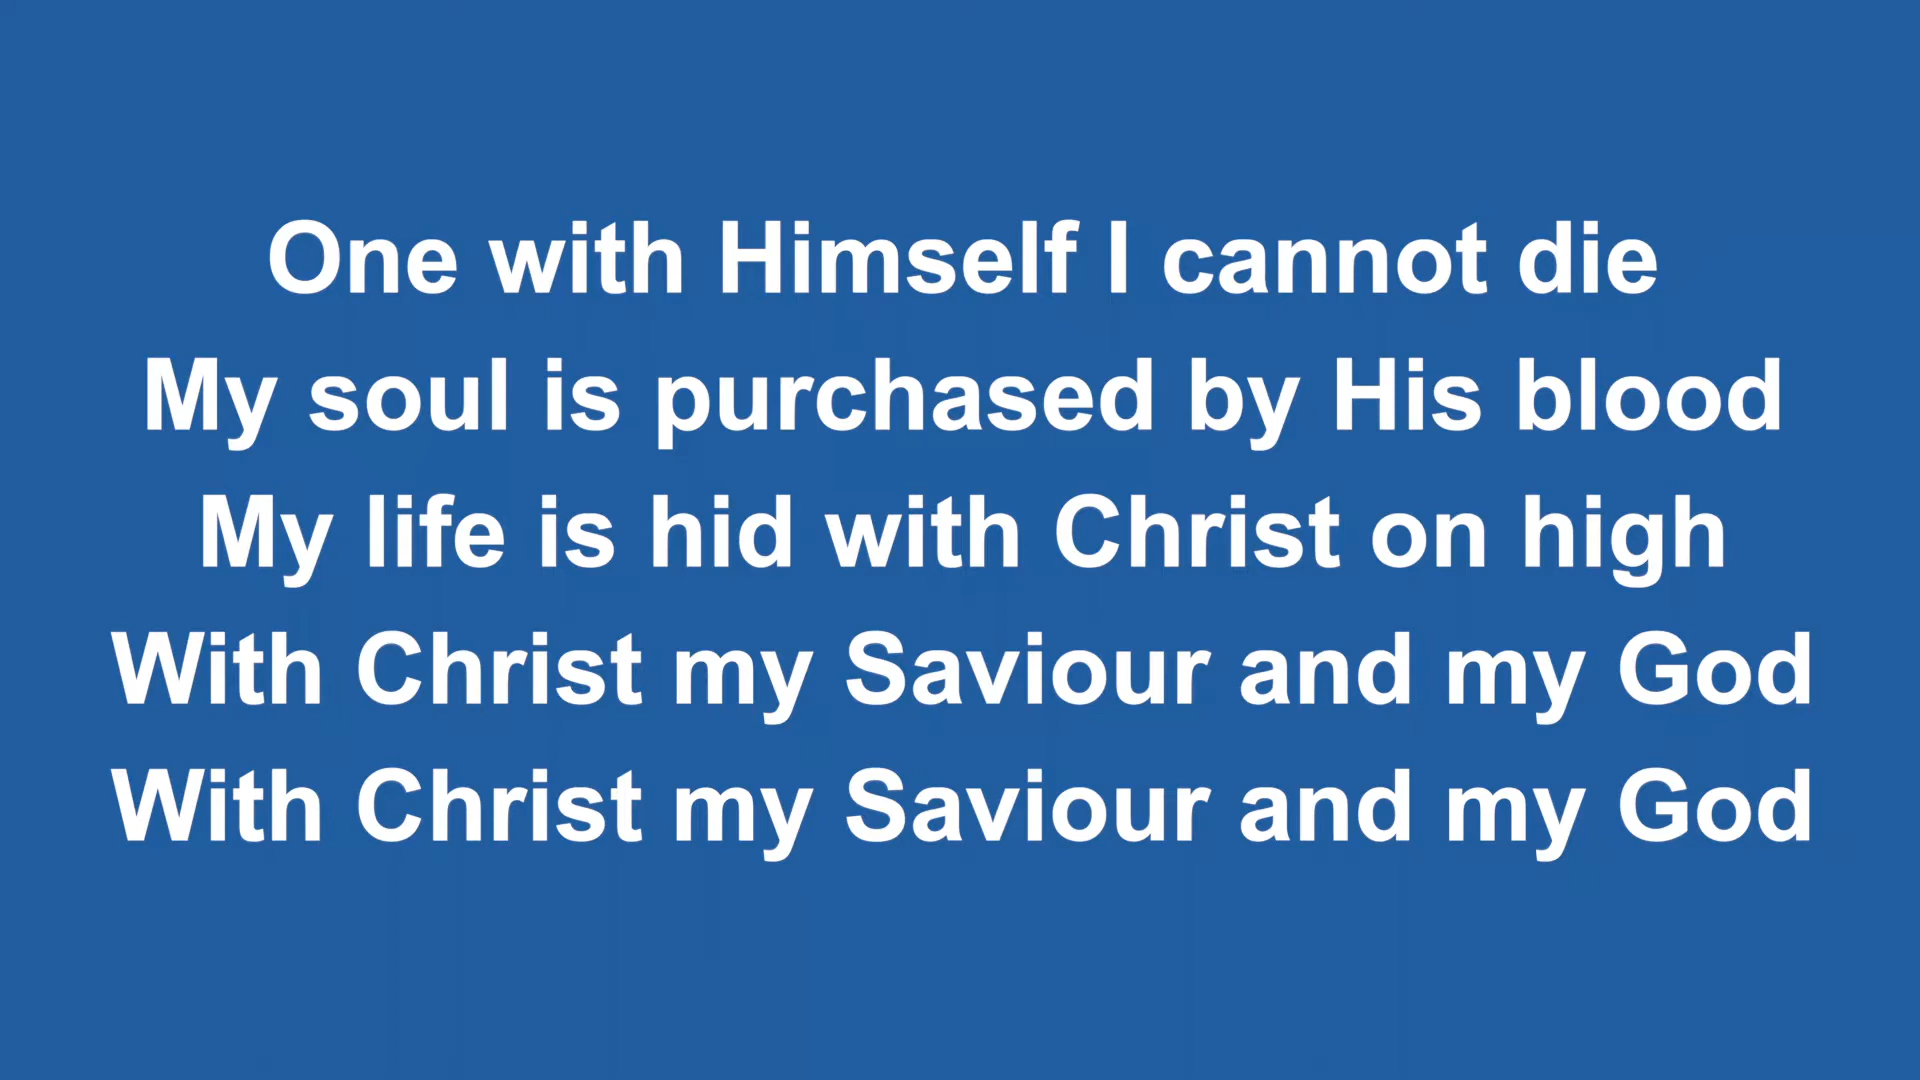 One with Himself I cannot die
My soul is purchased by His blood
My life is hid with Christ on high
With Christ my Saviour and my God
With Christ my Saviour and my God